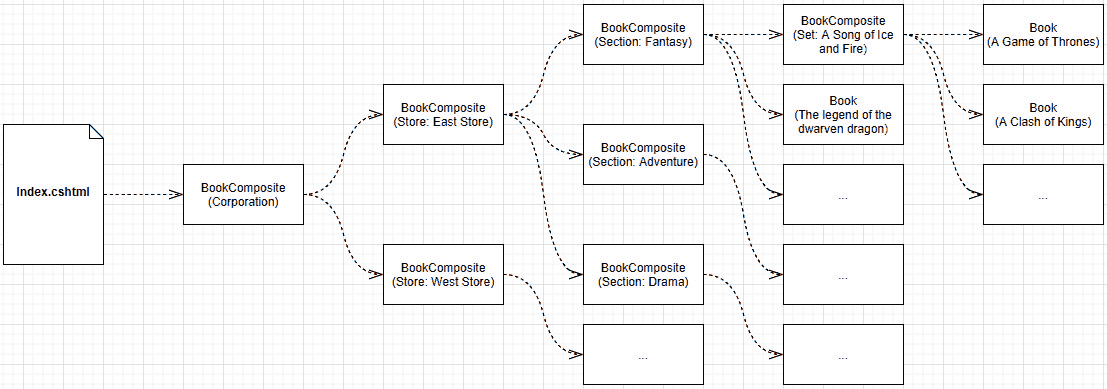 Index.cshtml
BookComposite
(Corporation)
BookComposite
(Store: East Store)
BookComposite
(Store: West Store)
BookComposite
(Section: Fantasy)
BookComposite
(Section: Adventure)
BookComposite
(Section: Drama)
...
BookComposite
(Set: A Song of Ice
and Fire)
Book
(The legend of the
dwarven dragon)
...
...
...
Book
(A Game of Thrones)
Book
(A Clash of Kings)
...